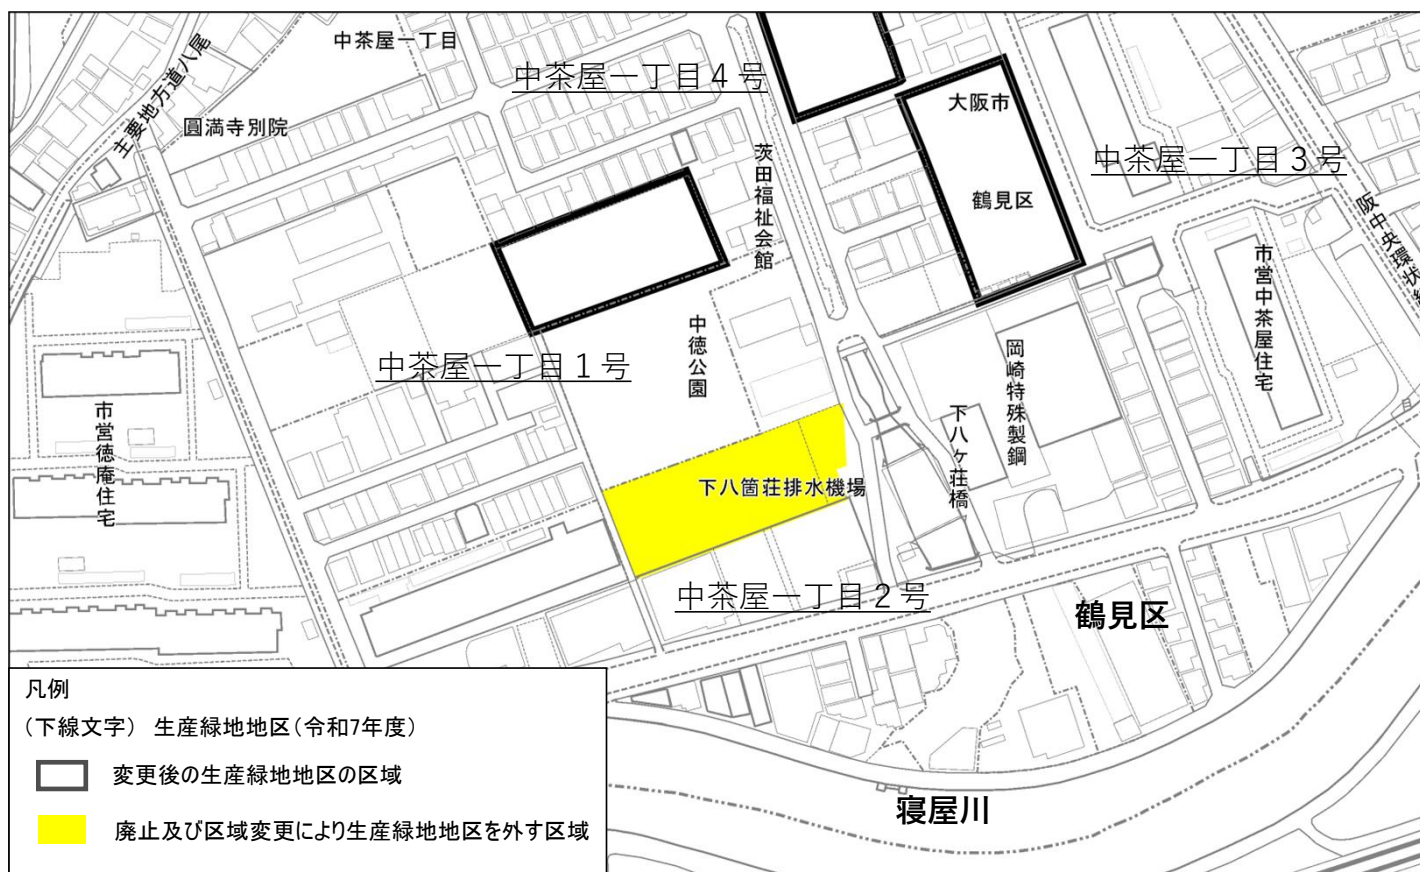 中茶屋一丁目
中茶屋一丁目４号
主要地方道八尾
圓満寺別院
大阪市
茨田福祉会館
中茶屋一丁目３号
鶴見区
阪中央環状
市営中茶屋住宅
中徳公園
岡崎特殊製鋼
中茶屋一丁目１号
市営徳庵住宅
下八ヶ荘橋
下八箇荘排水機場
中茶屋一丁目２号
鶴見区
寝屋川
凡例
（下線文字） 生産緑地地区（令和7年度）
変更後の生産緑地地区の区域
廃止及び区域変更により生産緑地地区を外す区域